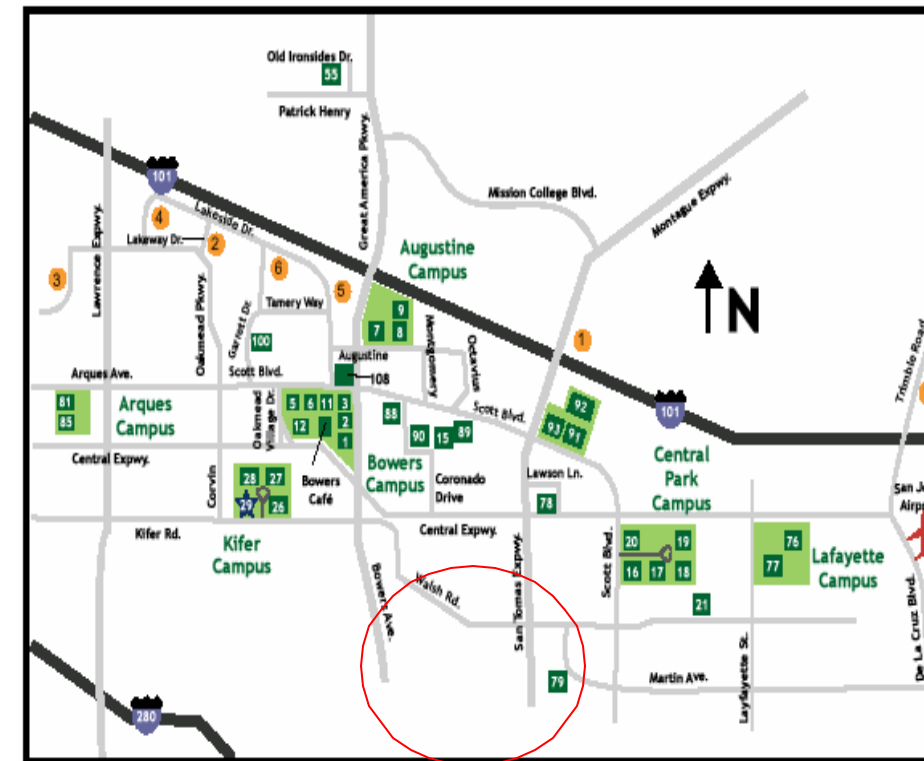 Old Ironsides Dr.
55
Patrick Henry
Great America Pkwy.
101
Mission College Blvd.
Montague Expwy.
Lakeside Dr.
4
Lakeway Dr.
2
Lawrence Expwy.
Augustine
Campus
6
3
5
N
Tamery Way
9
7
8
Oakmead Pkwy.
Garrett Dr.
100
Montgomery
Octavius
1
Trimble Road
Augustine
Scott Blvd.
108
Arques Ave.
81
85
Arques
Campus
Oakmead
Village Dr.
5
6
11
3
12
2
1
88
90
15
89
Scott Blvd.
92
93
91
101
Central Expwy.
Corvin
28
27
29
26
Bowers
Café
Bowers
Campus
Coronado
Drive
Lawson Ln.
78
Central
Park
Campus
San Jo
Airp
Kifer Rd.
Kifer
Campus
Central Expwy.
San Tomas Expwy.
Scott Blvd.
20
19
16
17
18
76
77
Lafayette
Campus
21
Bowers Ave.
Walsh Rd.
79
Martin Ave.
Layfayette St.
De La Cruz Blvd.
280